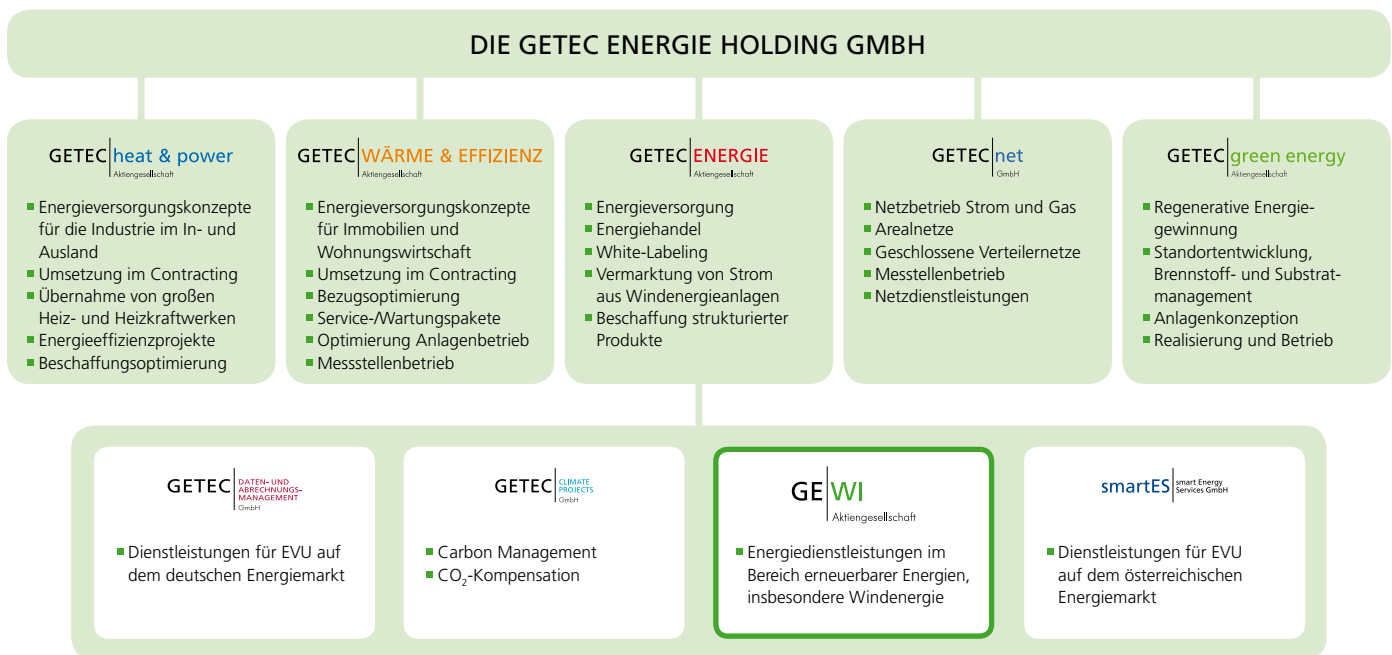 DIE GETEC ENERGIE HOLDING GMBH
GETEC heat & power
Aktiengesellschaft
Energieversorgungskonzepte
für die Industrie im In- und
Ausland
Umsetzung im Contracting
Übernahme von großen
Heiz- und Heizkraftwerken
Energieeffizienzprojekte
Beschaffungsoptimierung
GETEC WÄRME & EFFIZIENZ
Aktiengesellschaft
Energieversorgungskonzepte
für Immobilien und
Wohnungswirtschaft
Umsetzung im Contracting
Bezugsoptimierung
Service-/Wartungspakete
Optimierung Anlagenbetrieb
Messstellenbetrieb
GETEC ENERGIE
Aktiengesellschaft
Energieversorgung
Energiehandel
White-Labeling
Vermarktung von Strom
aus Windenergieanlagen
Beschaffung strukturierter
Produkte
GETEC net
GmbH
Netzbetrieb Strom und Gas
Arealnetze
Geschlossene Verteilernetze
Messtellenbetrieb
Netzdienstleistungen
GETEC green energy
Aktiengesellschaft
Regenerative Energie-
gewinnung
Standortentwicklung,
Brennstoff- und Substrat-
management
Anlagenkonzeption
Realisierung und Betrieb
GETEC DATEN- UND
ABRECHNUNGS-
MANAGEMENT
GmbH
Dienstleistungen für EVU auf
dem deutschen Energiemarkt
GETEC CLIMATE
PROJECTS
GmbH
Carbon Management
CO₂-Kompensation
GE WI
Aktiengesellschaft
Energiedienstleistungen im
Bereich erneuerbarer Energien,
insbesondere Windenergie
smartES smart Energy
Services GmbH
Dienstleistungen für EVU
auf dem österreichischen
Energiemarkt